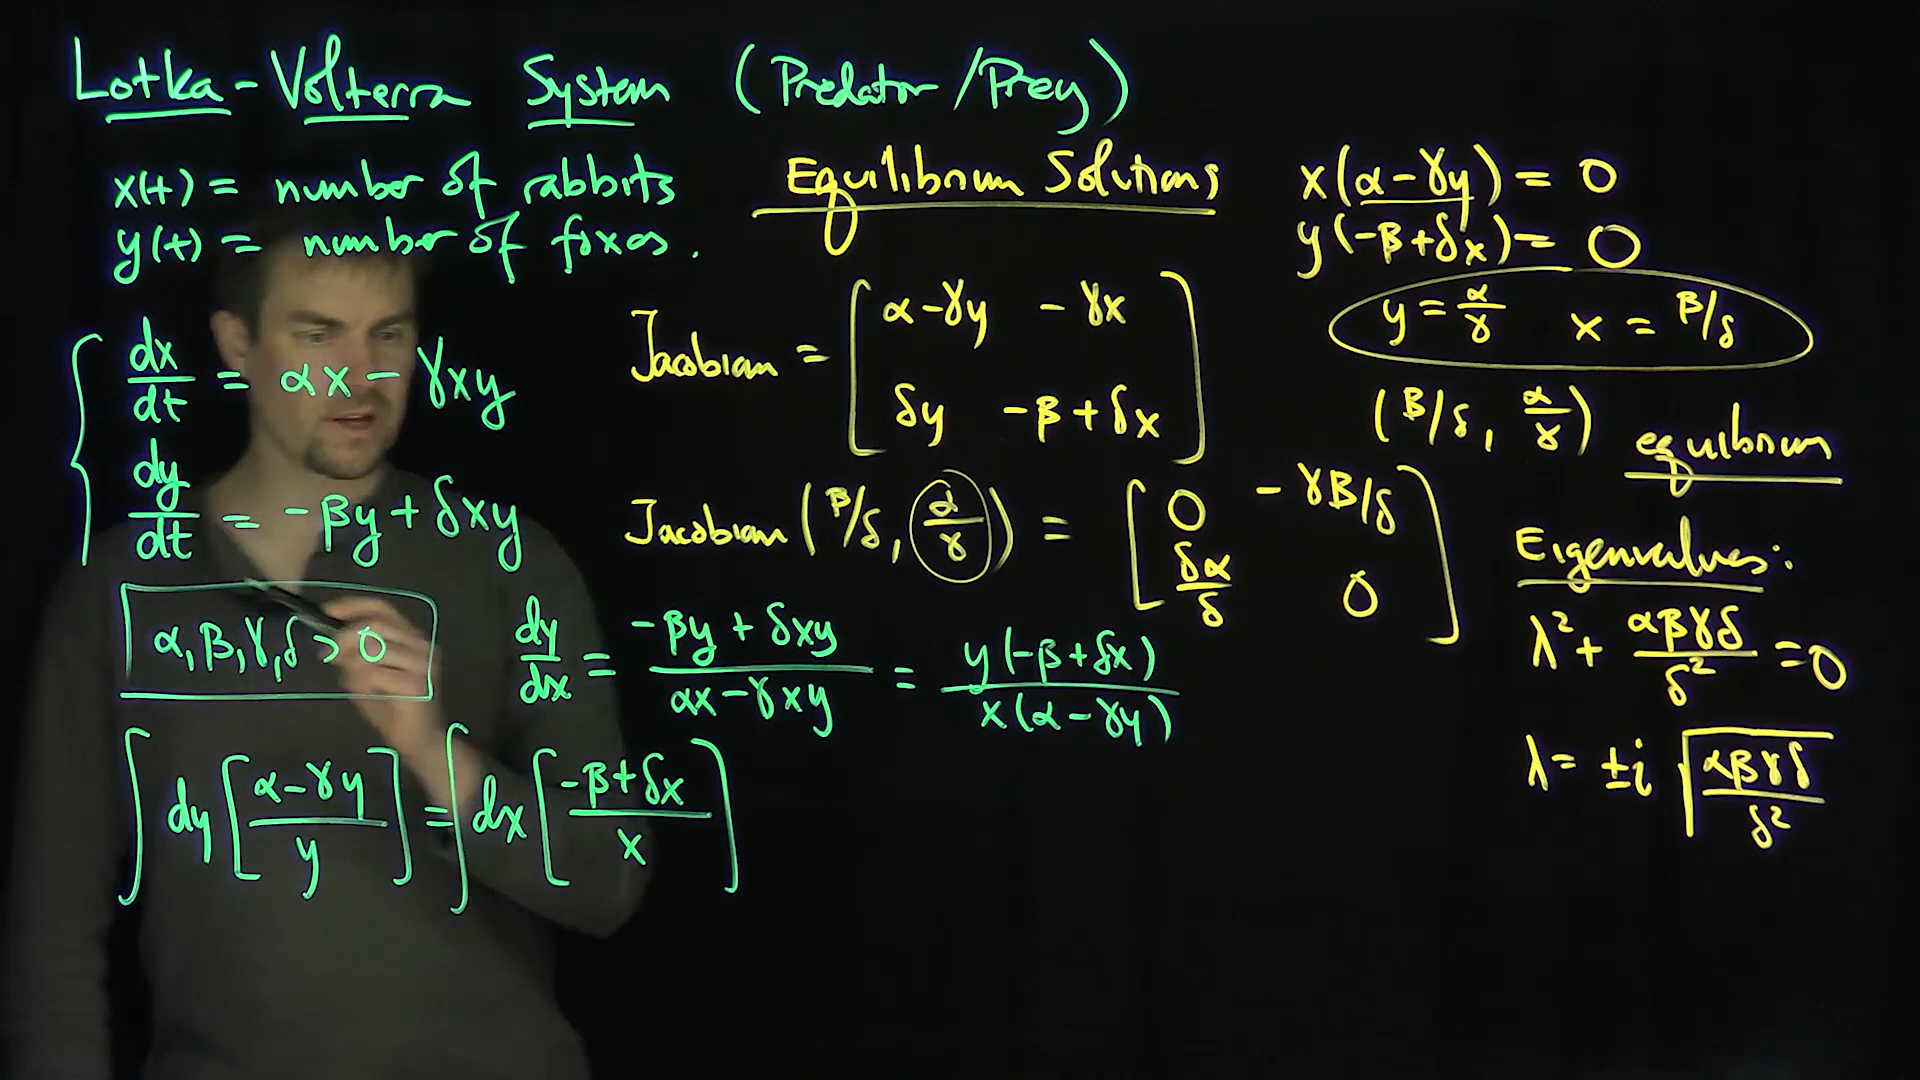 Lotka-Volterra System (Predator/Prey)
x(t) = number of rabbits
y(t) = number of foxes.
dx/dt = αx - γxy
dy/dt = -βy + δxy
α, β, γ, δ > 0
Equilibrium Solutions
x(α-γy) = 0
y(-β+δx) = 0
y = α/γ x = β/δ
(β/δ, α/γ) equilbrium
Jacobian = [α-γy -γx
δy -β+δx]
Jacobian (β/δ, α/γ) = [0 -γβ/δ
δα/δ 0]
Eigenvalues:
λ² + αβγδ/δ² = 0
λ = ±i √(αβγδ/δ²)
dy/dx = (-βy + δxy)/(αx - γxy) = y(-β+δx)/x(α-γy)
∫ dy [(α-γy)/y] = ∫ dx [(-β+δx)/x]